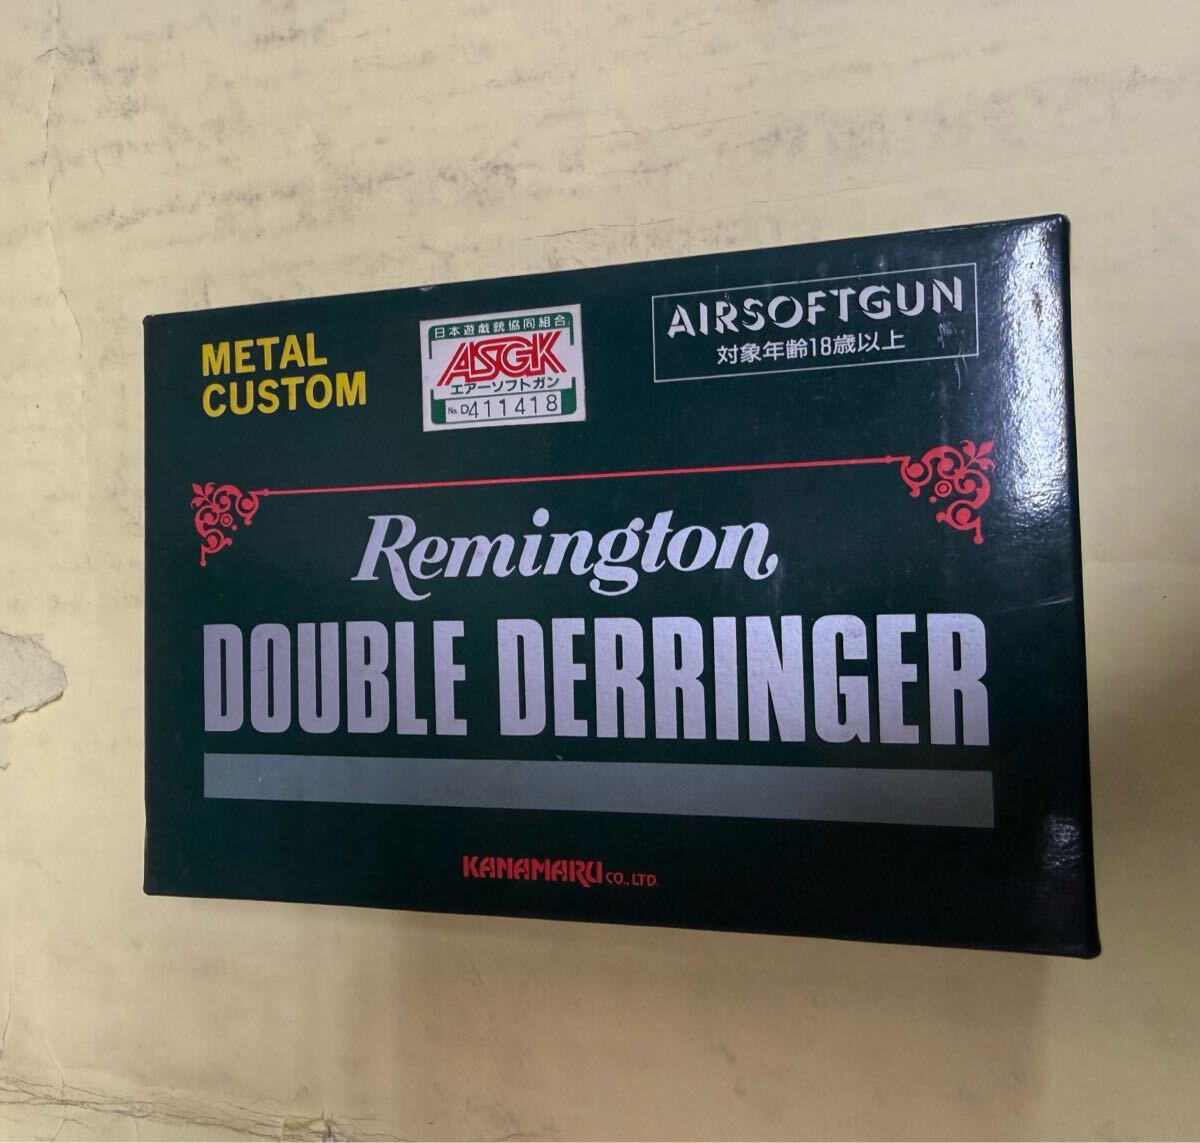 METAL
CUSTOM
日本遊戯銃協同組合
ASGK
エアーソフトガン
No. D411418
AIRSOFTGUN
対象年齢18歳以上
Remington
DOUBLE DERRINGER
KANAMARU CO., LTD.